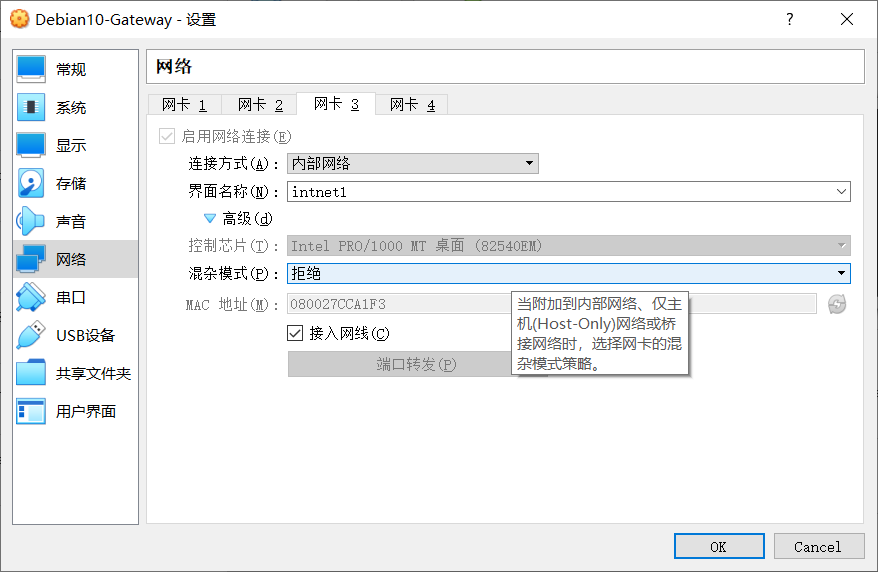 Debian10-Gateway - 设置
?
常规
系统
显示
存储
声音
网络
串口
USB设备
共享文件夹
用户界面
网络
网卡 1
网卡 2
网卡 3
网卡 4
启用网络连接(E)
连接方式(A): 内部网络
界面名称(N): intnet1
高级(d)
控制芯片(T): Intel PRO/1000 MT 桌面 (82540EM)
混杂模式(P): 拒绝
MAC 地址(M): 080027CCA1F3
接入网线(C)
端口转发(P)
当附加到内部网络、仅主
机(Host-Only)网络或桥
接网络时，选择网卡的混
杂模式策略。
OK
Cancel